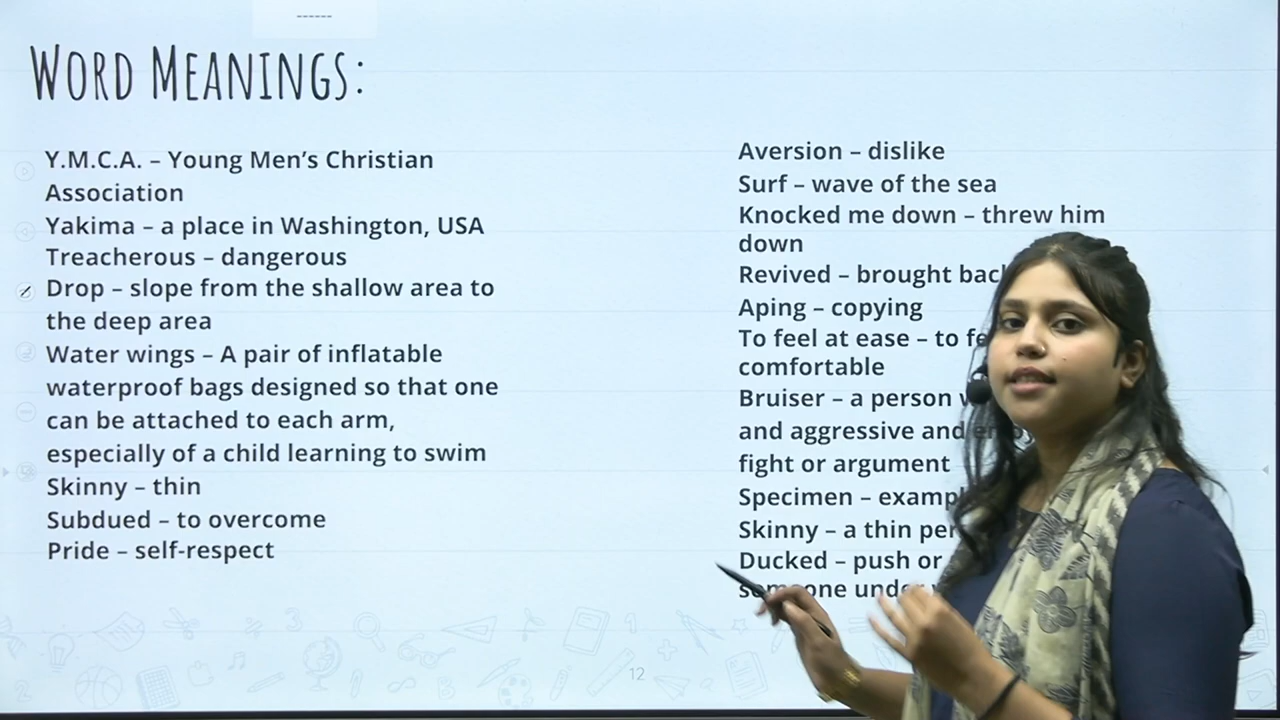 ------
WORD MEANINGS:
Y.M.C.A. – Young Men's Christian
Association
Yakima – a place in Washington, USA
Treacherous – dangerous
Drop – slope from the shallow area to
the deep area
Water wings – A pair of inflatable
waterproof bags designed so that one
can be attached to each arm,
especially of a child learning to swim
Skinny – thin
Subdued – to overcome
Pride – self-respect
Aversion – dislike
Surf – wave of the sea
Knocked me down – threw him
down
Revived – brought
Aping – copying
To feel at ease – to
comfortable
Bruiser – a person
and aggressive and
fight or argument
Specimen –
Skinny – a thin
Ducked – push or
someone under
12